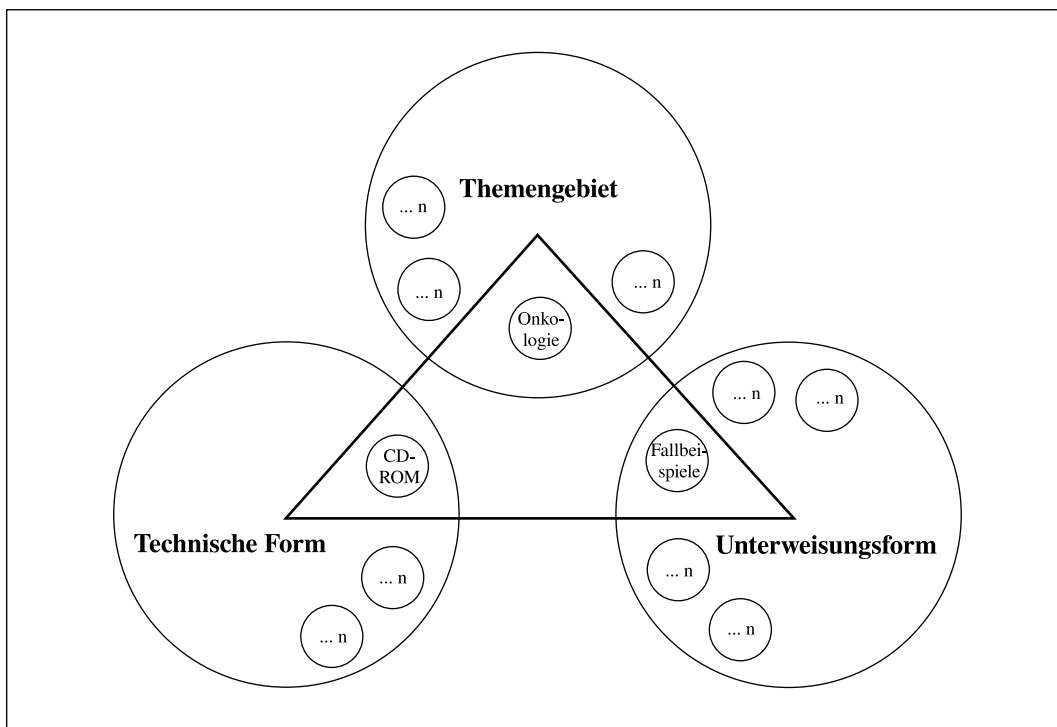 Themengebiet
... n
... n
... n
Onko-
logie
... n
... n
CD-
ROM
Fallbei-
spiele
Technische Form
Unterweisungsform
... n
... n
... n
... n